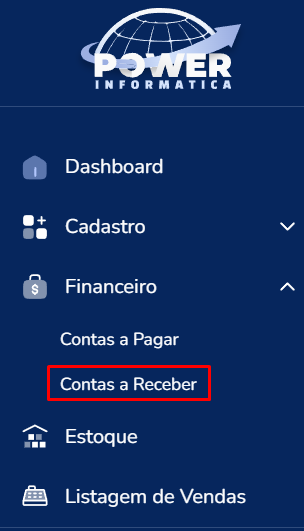 POWER
INFORMATICA
Dashboard
Cadastro
Financeiro
Contas a Pagar
Contas a Receber
Estoque
Listagem de Vendas